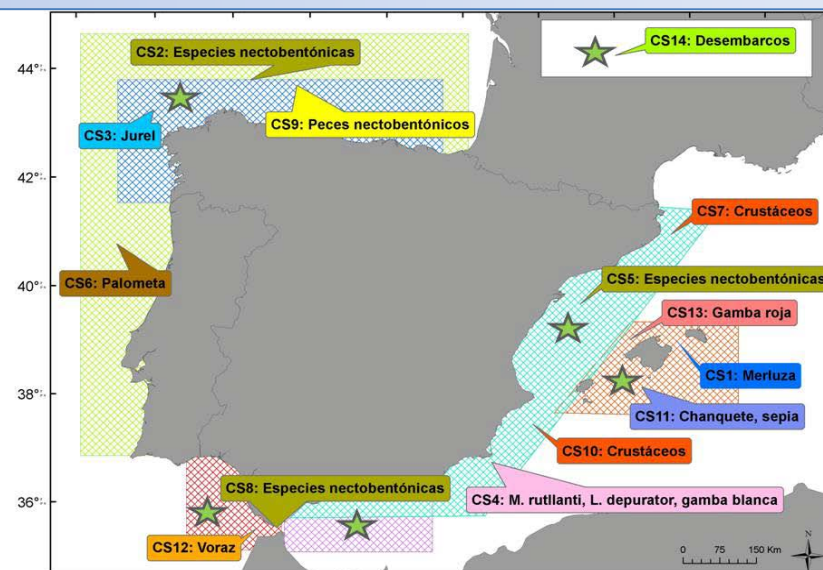 CS2: Especies nectobentónicas
CS14: Desembarcos
44°
CS9: Peces nectobentónicos
CS3: Jurel
42°
CS7: Crustáceos
CS6: Palometa
40°
CS5: Especies nectobentónicas
CS13: Gamba roja
CS1: Merluza
38°
CS11: Chanquete, sepia
CS10: Crustáceos
CS8: Especies nectobentónicas
CS4: M. rutllanti, L. depurator, gamba blanca
36°
CS12: Voraz
0 75 150 Km
N